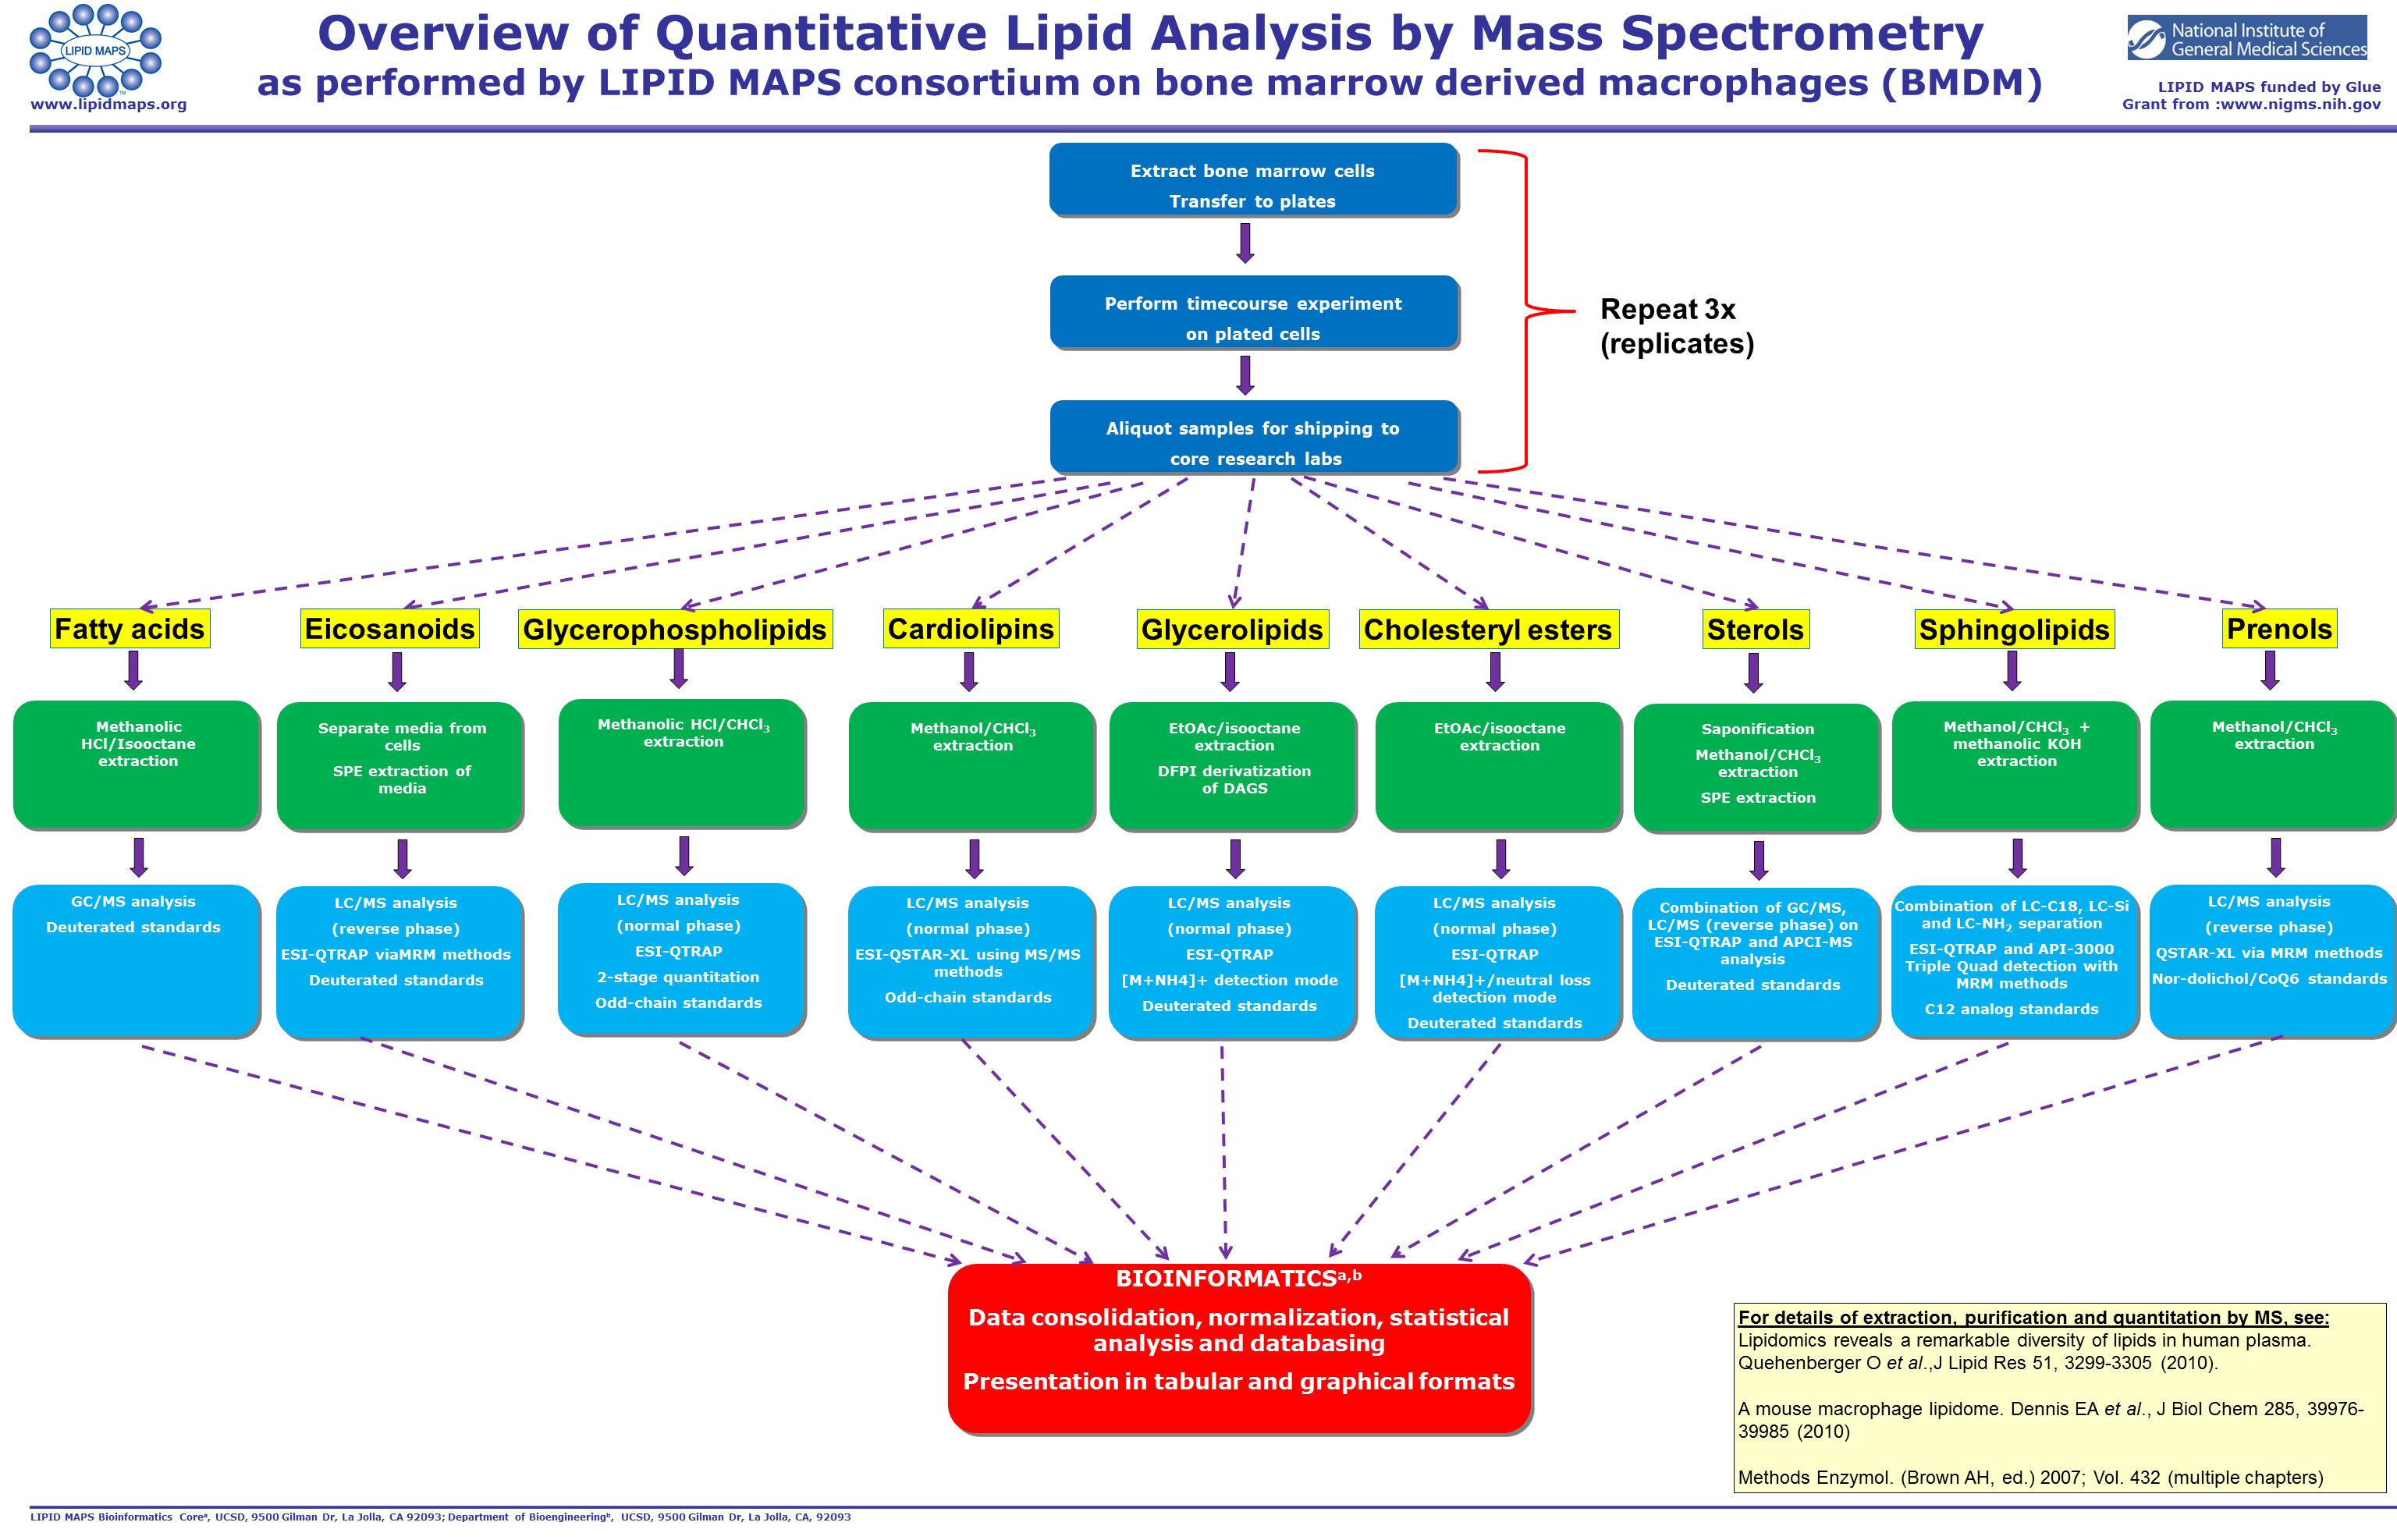 LIPID MAPS
TM
www.lipidmaps.org
Overview of Quantitative Lipid Analysis by Mass Spectrometry
as performed by LIPID MAPS consortium on bone marrow derived macrophages (BMDM)
National Institute of
General Medical Sciences
LIPID MAPS funded by Glue
Grant from :www.nigms.nih.gov
Extract bone marrow cells
Transfer to plates
Perform timecourse experiment
on plated cells
Aliquot samples for shipping to
core research labs
Repeat 3x
(replicates)
Fatty acids
Eicosanoids
Glycerophospholipids
Cardiolipins
Glycerolipids
Cholesteryl esters
Sterols
Sphingolipids
Prenols
Methanolic
HCl/Isooctane
extraction
Separate media from
cells
SPE extraction of
media
Methanolic HCl/CHCl₃
extraction
Methanol/CHCl₃
extraction
EtOAc/isooctane
extraction
DFPI derivatization
of DAGS
EtOAc/isooctane
extraction
Saponification
Methanol/CHCl₃
extraction
SPE extraction
Methanol/CHCl₃ +
methanolic KOH
extraction
Methanol/CHCl₃
extraction
GC/MS analysis
Deuterated standards
LC/MS analysis
(reverse phase)
ESI-QTRAP viaMRM methods
Deuterated standards
LC/MS analysis
(normal phase)
ESI-QTRAP
2-stage quantitation
Odd-chain standards
LC/MS analysis
(normal phase)
ESI-QSTAR-XL using MS/MS
methods
Odd-chain standards
LC/MS analysis
(normal phase)
ESI-QTRAP
[M+NH4]+ detection mode
Deuterated standards
LC/MS analysis
(normal phase)
ESI-QTRAP
[M+NH4]+/neutral loss
detection mode
Deuterated standards
Combination of GC/MS,
LC/MS (reverse phase) on
ESI-QTRAP and APCI-MS
analysis
Deuterated standards
Combination of LC-C18, LC-Si
and LC-NH₂ separation
ESI-QTRAP and API-3000
Triple Quad detection with
MRM methods
C12 analog standards
LC/MS analysis
(reverse phase)
QSTAR-XL via MRM methods
Nor-dolichol/CoQ6 standards
BIOINFORMATICSᵃ,ᵇ
Data consolidation, normalization, statistical
analysis and databasing
Presentation in tabular and graphical formats
For details of extraction, purification and quantitation by MS, see:
Lipidomics reveals a remarkable diversity of lipids in human plasma.
Quehenberger O et al.,J Lipid Res 51, 3299-3305 (2010).
A mouse macrophage lipidome. Dennis EA et al., J Biol Chem 285, 39976-
39985 (2010)
Methods Enzymol. (Brown AH, ed.) 2007; Vol. 432 (multiple chapters)
LIPID MAPS Bioinformatics Coreᵃ, UCSD, 9500 Gilman Dr, La Jolla, CA 92093; Department of Bioengineeringᵇ, UCSD, 9500 Gilman Dr, La Jolla, CA, 92093